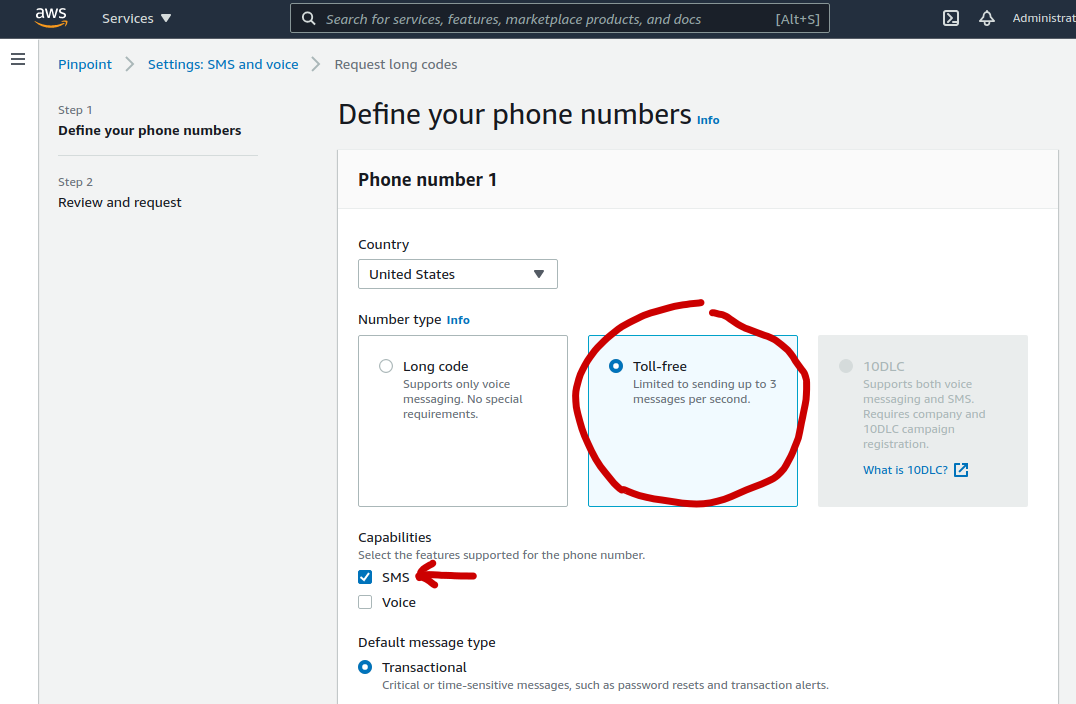 aws
Services
Search for services, features, marketplace products, and docs
[Alt+S]
Administrat
Pinpoint
Settings: SMS and voice
Request long codes
Step 1
Define your phone numbers
Step 2
Review and request
Define your phone numbers Info
Phone number 1
Country
United States
Number type Info
Long code
Supports only voice
messaging. No special
requirements.
Toll-free
Limited to sending up to 3
messages per second.
10DLC
Supports both voice
messaging and SMS.
Requires company and
10DLC campaign
registration.
What is 10DLC?
Capabilities
Select the features supported for the phone number.
SMS
Voice
Default message type
Transactional
Critical or time-sensitive messages, such as password resets and transaction alerts.